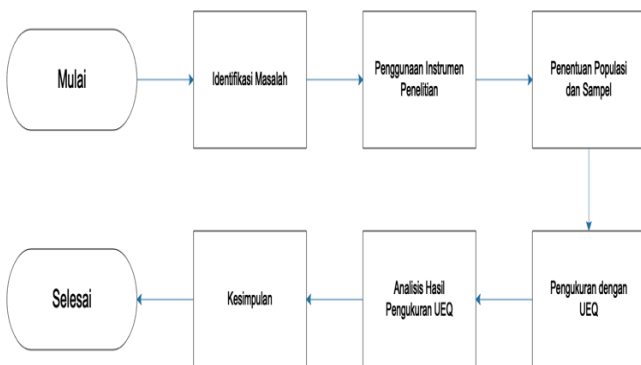 Mulai
Identifikasi Masalah
Penggunaan Instrumen
Penelitian
Penentuan Populasi
dan Sampel
Pengukuran dengan
UEQ
Analisis Hasil
Pengukuran UEQ
Kesimpulan
Selesai